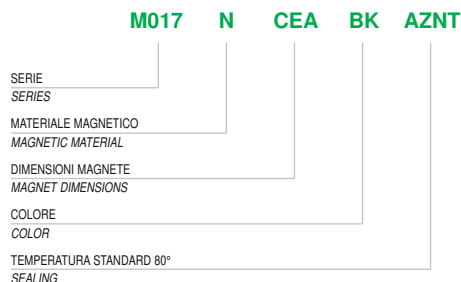 M017 N CEA BK AZNT
SERIE
SERIES
MATERIALE MAGNETICO
MAGNETIC MATERIAL
DIMENSIONI MAGNETE
MAGNET DIMENSIONS
COLORE
COLOR
TEMPERATURA STANDARD 80°
SEALING